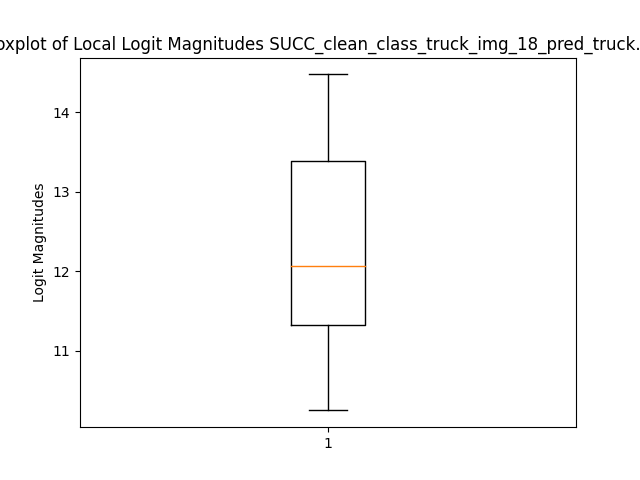 oxplot of Local Logit Magnitudes SUCC_clean_class_truck_img_18_pred_truck.
Logit Magnitudes
14
13
12
11
1